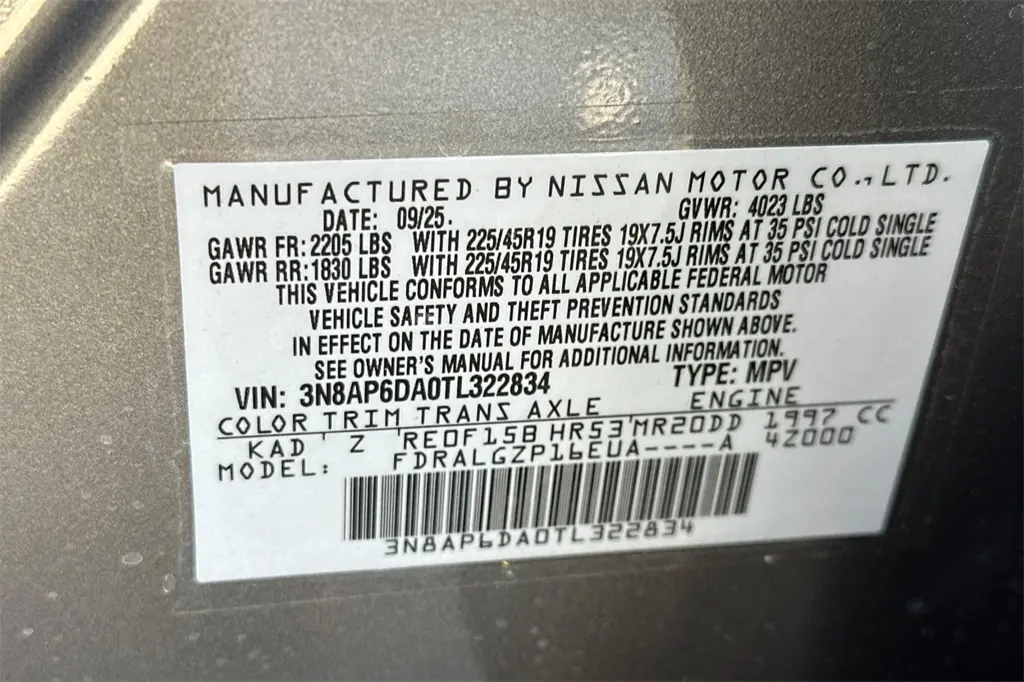 MANUFACTURED BY NISSAN MOTOR CO.,LTD.
DATE: 09/25. GVWR: 4023 LBS
GAWR FR: 2205 LBS WITH 225/45R19 TIRES 19X7.5J RIMS AT 35 PSI COLD SINGLE
GAWR RR: 1830 LBS WITH 225/45R19 TIRES 19X7.5J RIMS AT 35 PSI COLD SINGLE
THIS VEHICLE CONFORMS TO ALL APPLICABLE FEDERAL MOTOR
VEHICLE SAFETY AND THEFT PREVENTION STANDARDS
IN EFFECT ON THE DATE OF MANUFACTURE SHOWN ABOVE.
SEE OWNER'S MANUAL FOR ADDITIONAL INFORMATION.
VIN: 3N8AP6DA0TL322834 TYPE: MPV
COLOR TRIM TRANS AXLE ENGINE
KAD Z RE0F15B HR53 MR20DD 1997 CC
MODEL: FDRALGZP16EUA----A 4Z000
3N8AP6DA0TL322834